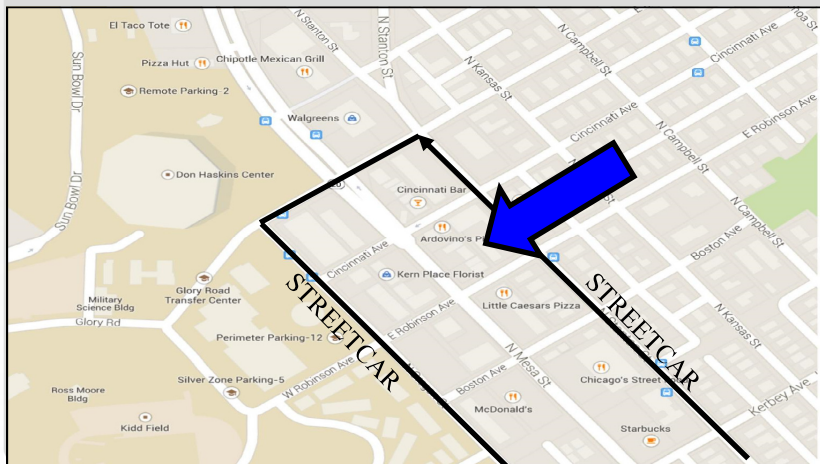 El Taco Tote
Pizza Hut
Chipotle Mexican Grill
N Stanton St
N Stanton St
Sun Bowl Dr
Remote Parking-2
Walgreens
N Kansas St
N Campbell St
Cincinnati Ave
Cincinnati Ave
E Robinson Ave
N Campbell St
Don Haskins Center
Sun Bowl Dr
Cincinnati Bar
Ardovino's
N Campbell St
Boston Ave
Cincinnati Ave
Kern Place Florist
Glory Road
Transfer Center
Military
Science Bldg
Glory Rd
STREETCAR
STREETCAR
Little Caesars Pizza
N Kansas St
E Robinson Ave
Perimeter Parking-12
N Mesa St
W Robinson Ave
Boston Ave
Silver Zone Parking-5
Ross Moore
Bldg
Chicago's Street
Kerbey Ave
McDonald's
Kidd Field
Starbucks